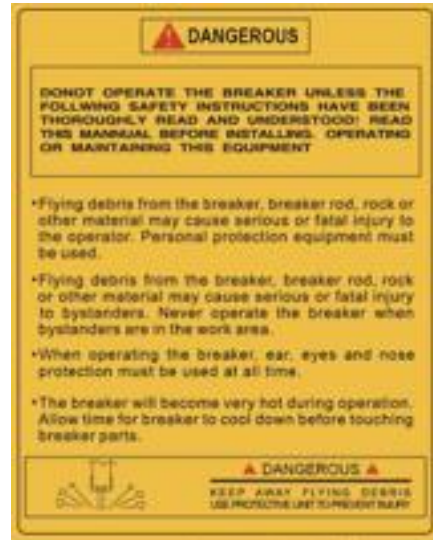 DANGEROUS
DONOT OPERATE THE BREAKER UNLESS THE
FOLLWING SAFETY INSTRUCTIONS HAVE BEEN
THOROUGHLY READ AND UNDERSTOOD! READ
THIS MANNUAL BEFORE INSTALLING. OPERATING
OR MAINTAINING THIS EQUIPMENT
•Flying debris from the breaker, breaker rod, rock or
other material may cause serious or fatal injury to
the operator. Personal protection equipment must
be used.
•Flying debris from the breaker, breaker rod, rock
or other material may cause serious or fatal injury
to bystanders. Never operate the breaker when
bystanders are in the work area.
•When operating the breaker, ear, eyes and nose
protection must be used at all time.
•The breaker will become very hot during operation.
Allow time for breaker to cool down before touching
breaker parts.
DANGEROUS
KEEP AWAY FLYING DEBRIS
USE PROTECTIVE UNIT TO PREVENT INJURY